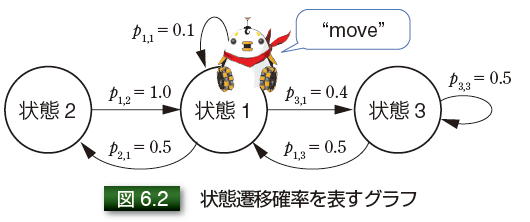 p1,1 = 0.1
“move”
p3,3 = 0.5
p1,2 = 1.0
p3,1 = 0.4
状態 2
状態 1
状態 3
p2,1 = 0.5
p1,3 = 0.5
図 6.2 状態遷移確率を表すグラフ